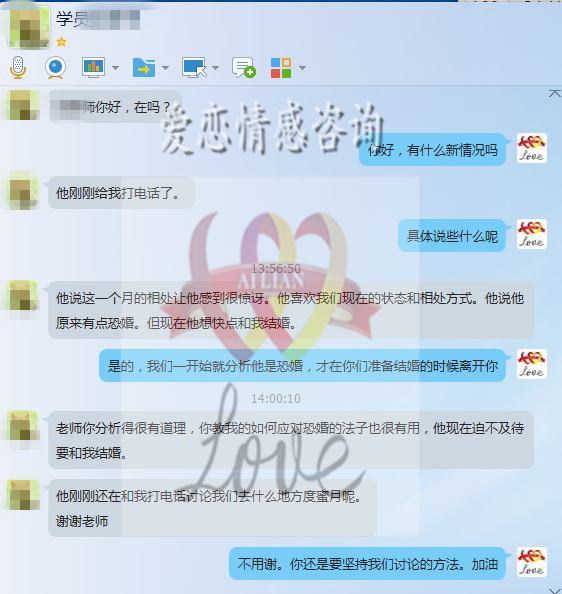 学员
师你好，在吗？
爱恋情感咨询
你好，有什么新情况吗
love
他刚刚给我打电话了。
具体说些什么呢
love
AILIAN
13:56:50
他说这一个月的相处让他感到很惊讶。他喜欢我们现在的状态和相处方式。他说他
原来有点恐婚。但现在他想快点和我结婚。
是的，我们一开始就分析他是恐婚，才在你们准备结婚的时候离开你
love
14:00:10
老师你分析得很有道理，你教我的如何应对恐婚的法子也很有用，他现在迫不及待
要和我结婚。
Love
他刚刚还在和我打电话讨论我们去什么地方度蜜月呢。
谢谢老师
不用谢。你还是要坚持我们讨论的方法。加油
love